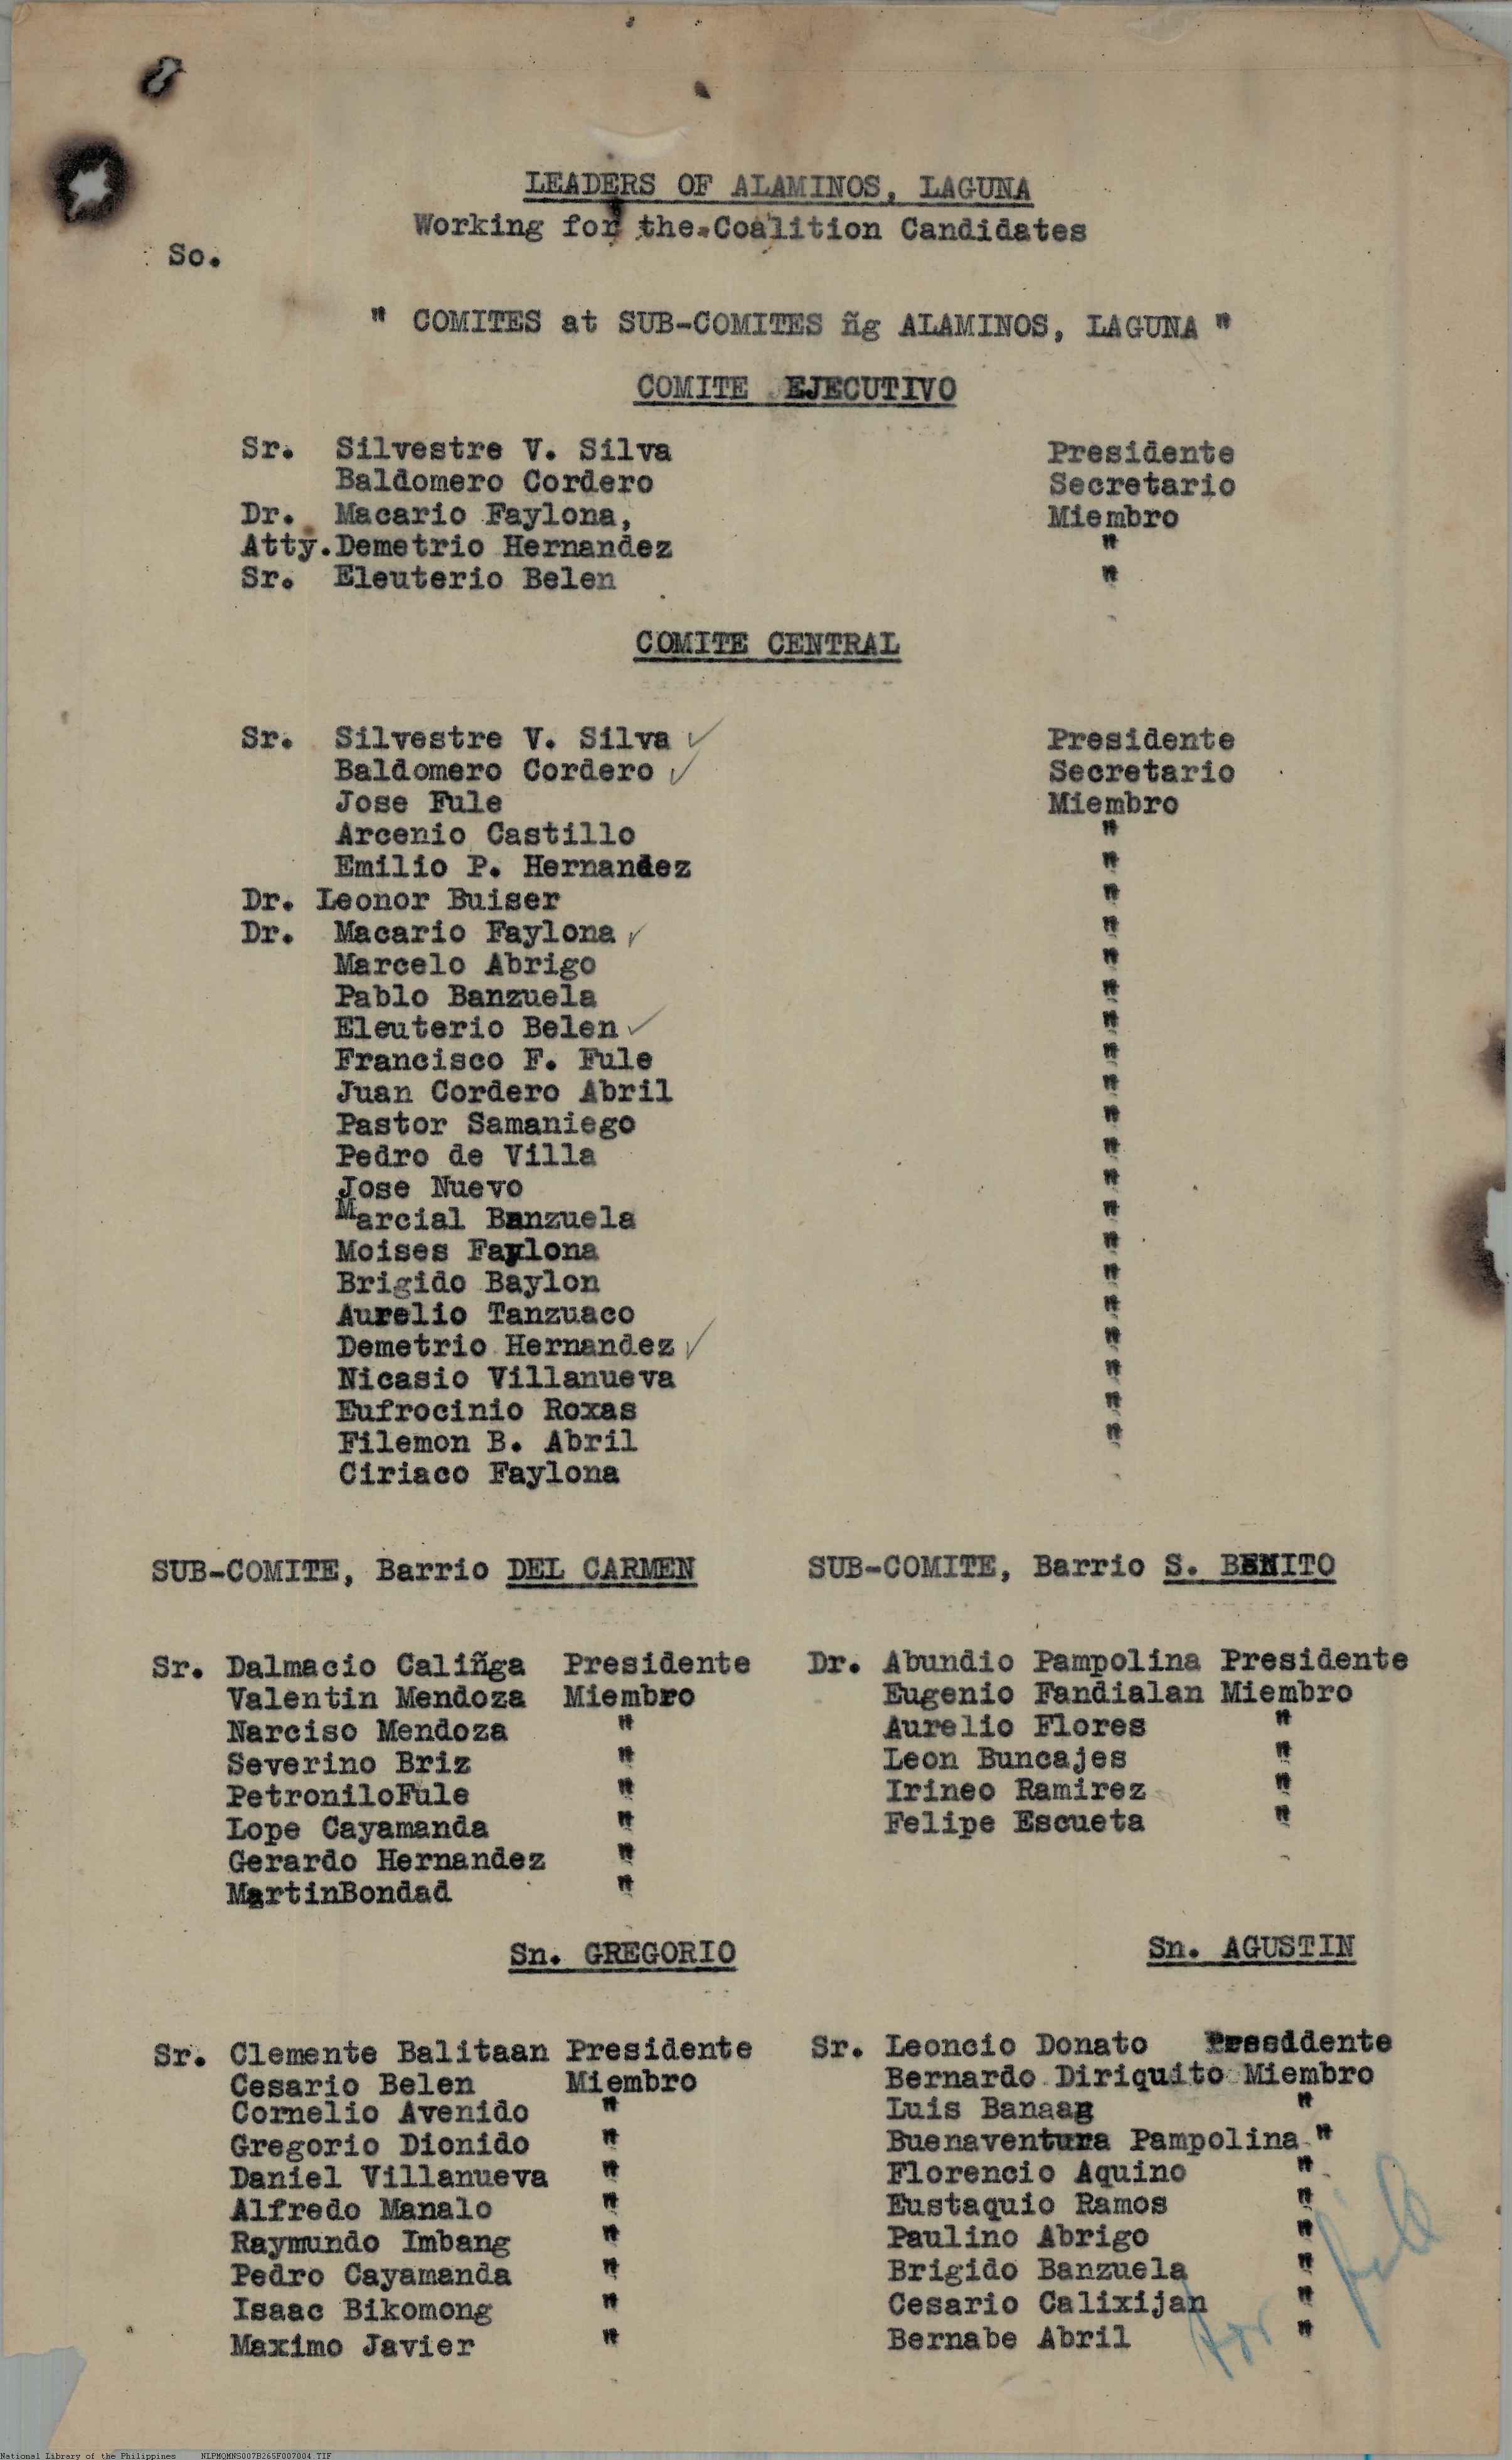 LEADERS OF ALAMINOS, LAGUNA
Working for the Coalition Candidates
So.
" COMITES at SUB-COMITES ñg ALAMINOS, LAGUNA "
COMITE EJECUTIVO
Sr. Silvestre V. Silva Presidente
Baldomero Cordero Secretario
Dr. Macario Faylona, Miembro
Atty. Demetrio Hernandez "
Sr. Eleuterio Belen "
COMITE CENTRAL
Sr. Silvestre V. Silva ✓ Presidente
Baldomero Cordero ✓ Secretario
Jose Fule Miembro
Arcenio Castillo "
Emilio P. Hernandez "
Dr. Leonor Buiser "
Dr. Macario Faylona ✓ "
Marcelo Abrigo "
Pablo Banzuela "
Eleuterio Belen ✓ "
Francisco F. Fule "
Juan Cordero Abril "
Pastor Samaniego "
Pedro de Villa "
Jose Nuevo "
Marcial Banzuela "
Moises Faylona "
Brigido Baylon "
Aurelio Tanzuaco "
Demetrio Hernandez ✓ "
Nicasio Villanueva "
Eufrocinio Roxas "
Filemon B. Abril "
Ciriaco Faylona
SUB-COMITE, Barrio DEL CARMEN
Sr. Dalmacio Caliñga Presidente
Valentin Mendoza Miembro
Narciso Mendoza "
Severino Briz "
PetroniloFule "
Lope Cayamanda "
Gerardo Hernandez "
MartinBondad "
SUB-COMITE, Barrio S. BENITO
Dr. Abundio Pampolina Presidente
Eugenio Fandialan Miembro
Aurelio Flores "
Leon Buncajes "
Irineo Ramirez "
Felipe Escueta "
Sn. GREGORIO
Sr. Clemente Balitaan Presidente
Cesario Belen Miembro
Cornelio Avenido "
Gregorio Dionido "
Daniel Villanueva "
Alfredo Manalo "
Raymundo Imbang "
Pedro Cayamanda "
Isaac Bikomong "
Maximo Javier "
Sn. AGUSTIN
Sr. Leoncio Donato Presidente
Bernardo Diriquito Miembro
Luis Banaag "
Buenaventura Pampolina "
Florencio Aquino "
Eustaquio Ramos "
Paulino Abrigo "
Brigido Banzuela "
Cesario Calixijan "
Bernabe Abril "
for file
National Library of the Philippines NLPMQMNS007B265F007004.TIF